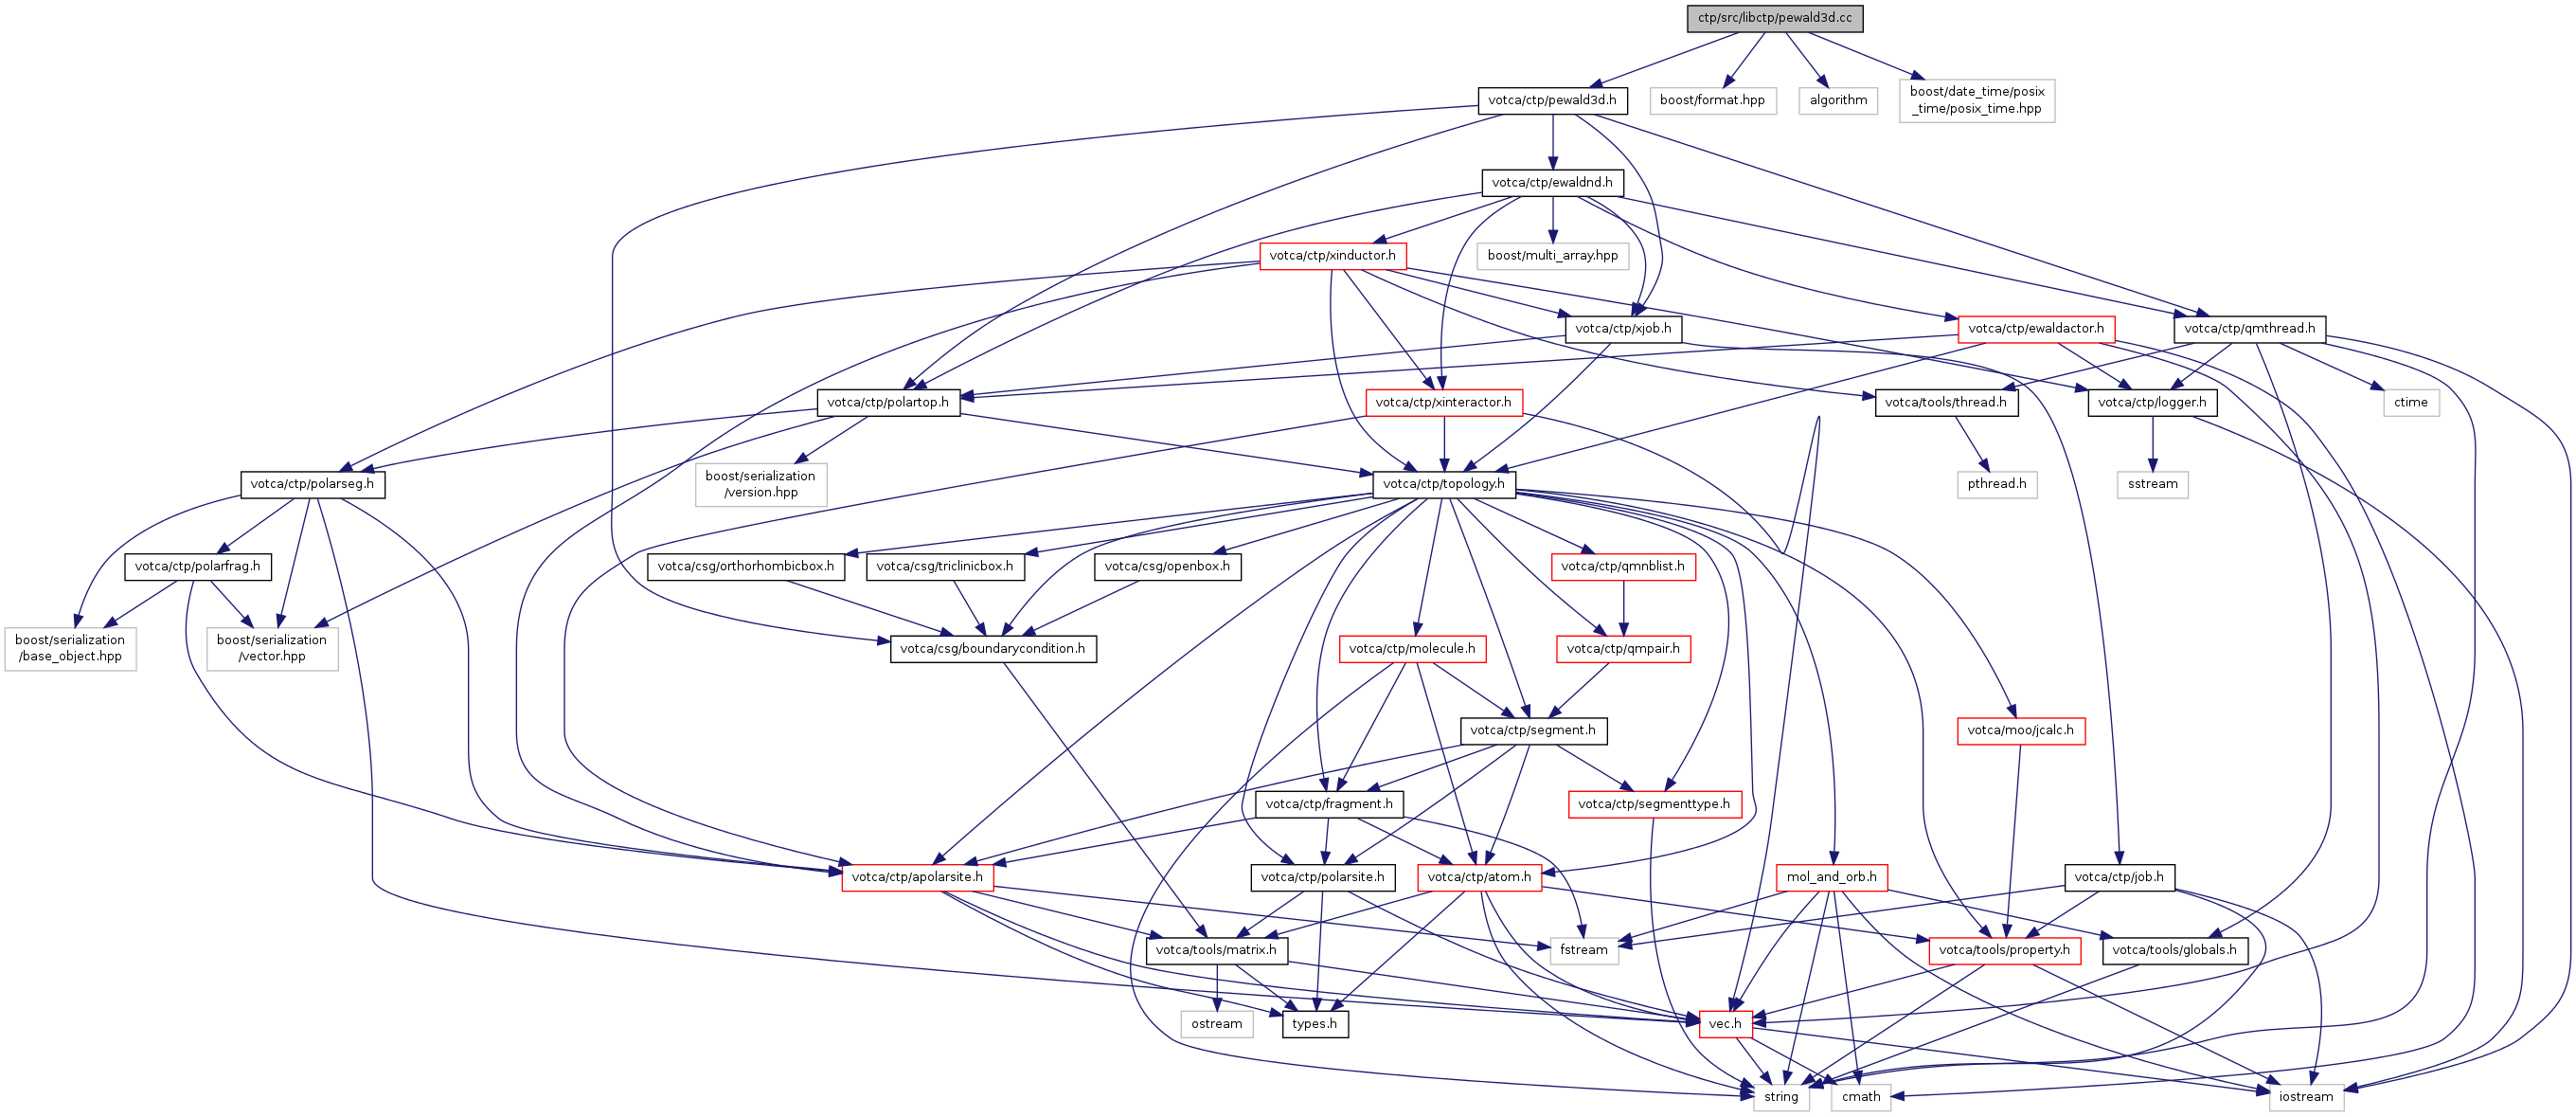 ctp/src/libctp/pewald3d.cc
votca/ctp/pewald3d.h
boost/format.hpp
algorithm
boost/date_time/posix
_time/posix_time.hpp
votca/ctp/ewaldnd.h
votca/ctp/xinductor.h
boost/multi_array.hpp
votca/ctp/xjob.h
votca/ctp/ewaldactor.h
votca/ctp/qmthread.h
votca/ctp/polartop.h
votca/ctp/xinteractor.h
votca/tools/thread.h
votca/ctp/logger.h
ctime
votca/ctp/polarseg.h
boost/serialization
/version.hpp
votca/ctp/topology.h
pthread.h
sstream
votca/ctp/polarfrag.h
votca/csg/orthorhombicbox.h
votca/csg/triclinicbox.h
votca/csg/openbox.h
votca/ctp/qmnblist.h
boost/serialization
/base_object.hpp
boost/serialization
/vector.hpp
votca/csg/boundarycondition.h
votca/ctp/molecule.h
votca/ctp/qmpair.h
votca/ctp/segment.h
votca/moo/jcalc.h
votca/ctp/fragment.h
votca/ctp/segmenttype.h
votca/ctp/apolarsite.h
votca/ctp/polarsite.h
votca/ctp/atom.h
mol_and_orb.h
votca/ctp/job.h
votca/tools/matrix.h
fstream
votca/tools/property.h
votca/tools/globals.h
ostream
types.h
vec.h
string
cmath
iostream